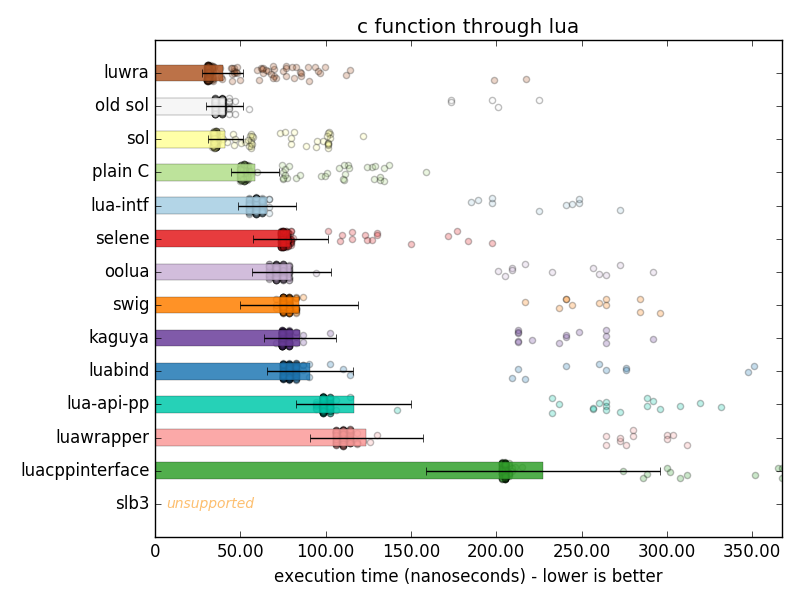 c function through lua
luwra
old sol
sol
plain C
lua-intf
selene
oolua
swig
kaguya
luabind
lua-api-pp
luawrapper
luacppinterface
slb3 unsupported
0 50.00 100.00 150.00 200.00 250.00 300.00 350.00
execution time (nanoseconds) - lower is better